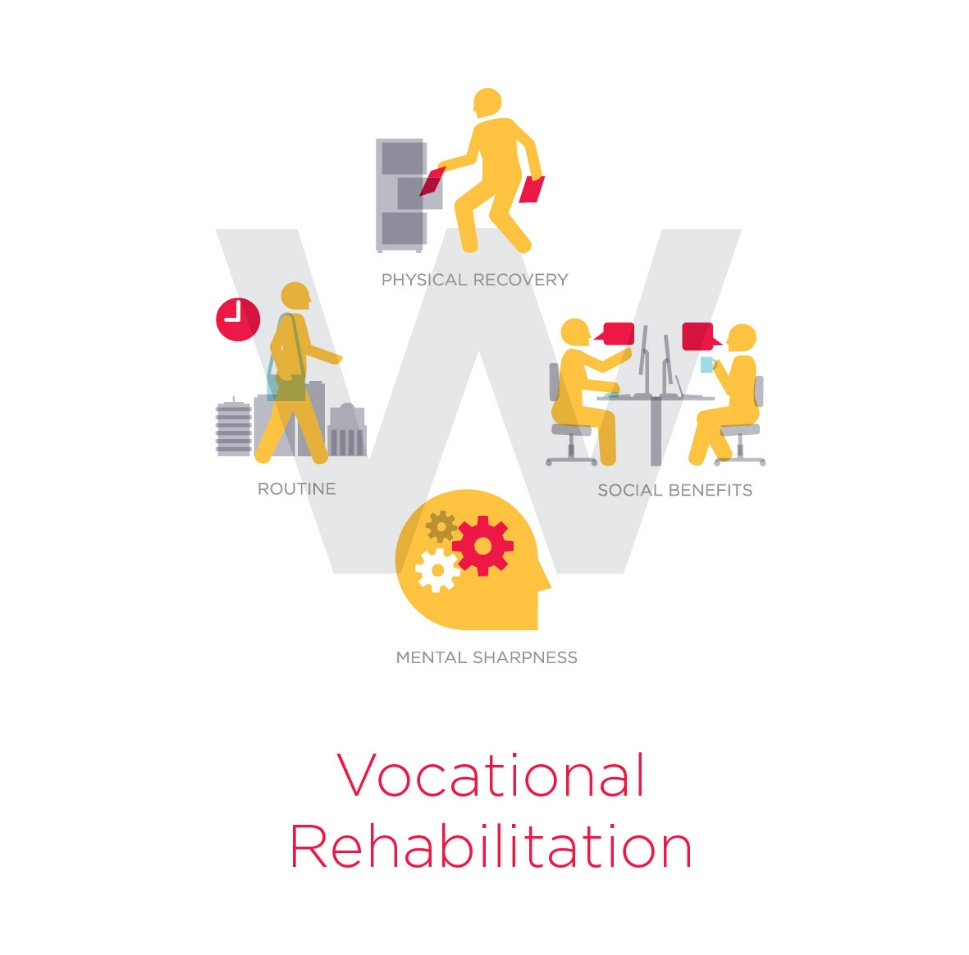 PHYSICAL RECOVERY
ROUTINE
SOCIAL BENEFITS
MENTAL SHARPNESS
W
Vocational
Rehabilitation